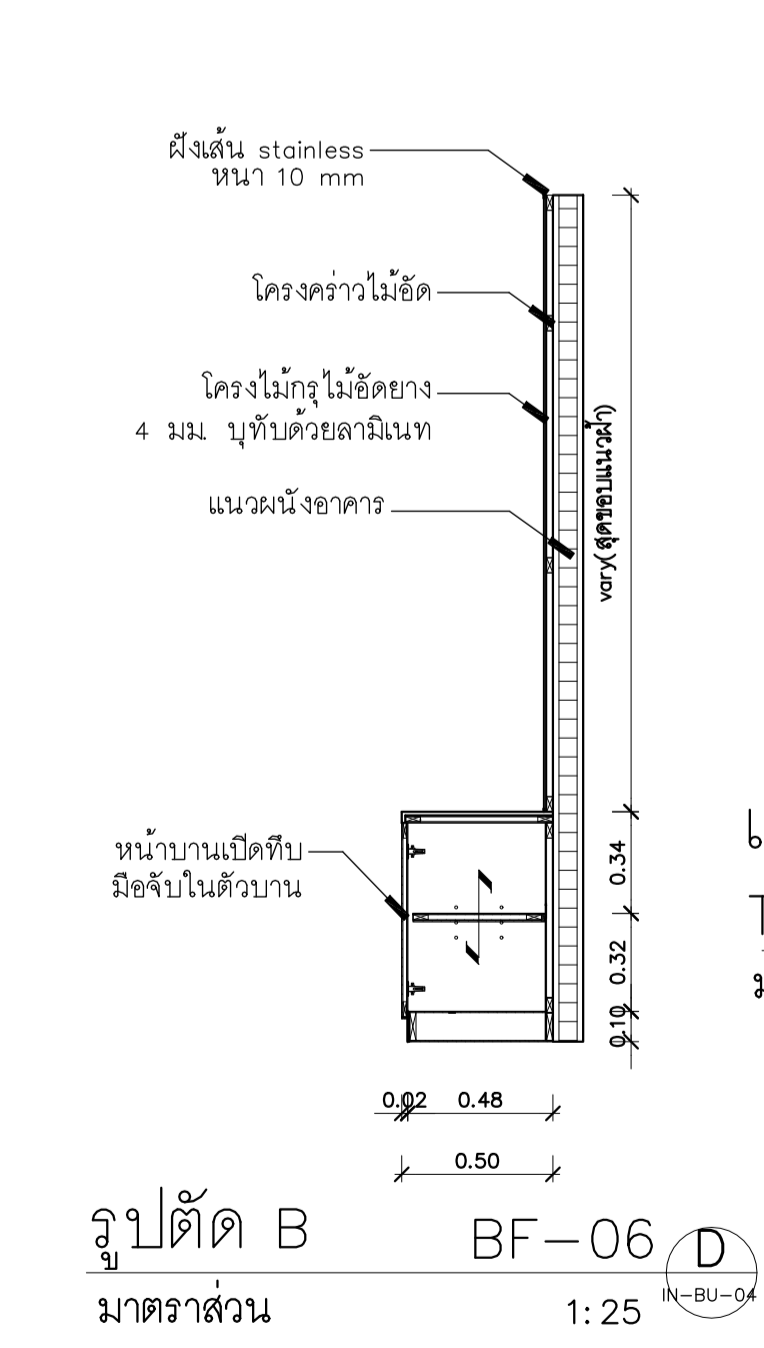 ฝังเส้น stainless
หนา 10 mm
โครงคร่าวไม้อัด
โครงไม้กรุไม้อัดยาง
4 มม. บุทับด้วยลามิเนท
แนวผนังอาคาร
vary(สุดขอบแนวฝ้า)
หน้าบานเปิดทึบ
มือจับในตัวบาน
0.34
0.32
0.10
0.02 0.48
0.50
รูปตัด B BF-06 D
มาตราส่วน 1:25 IN-BU-04